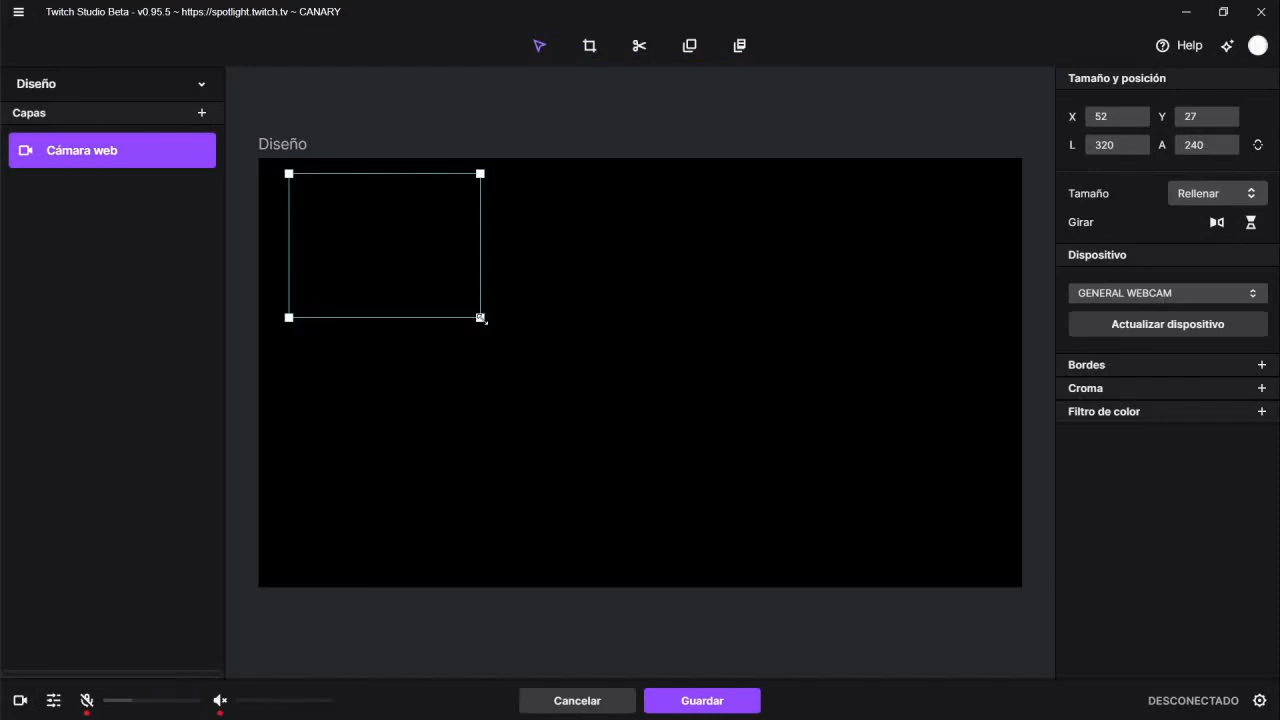 Twitch Studio Beta - v0.95.5 ~ https://spotlight.twitch.tv ~ CANARY
Help
Diseño
Capas
Cámara web
Diseño
Tamaño y posición
X 52 Y 27
L 320 A 240
Tamaño Rellenar
Girar
Dispositivo
GENERAL WEBCAM
Actualizar dispositivo
Bordes
Croma
Filtro de color
Cancelar
Guardar
DESCONECTADO